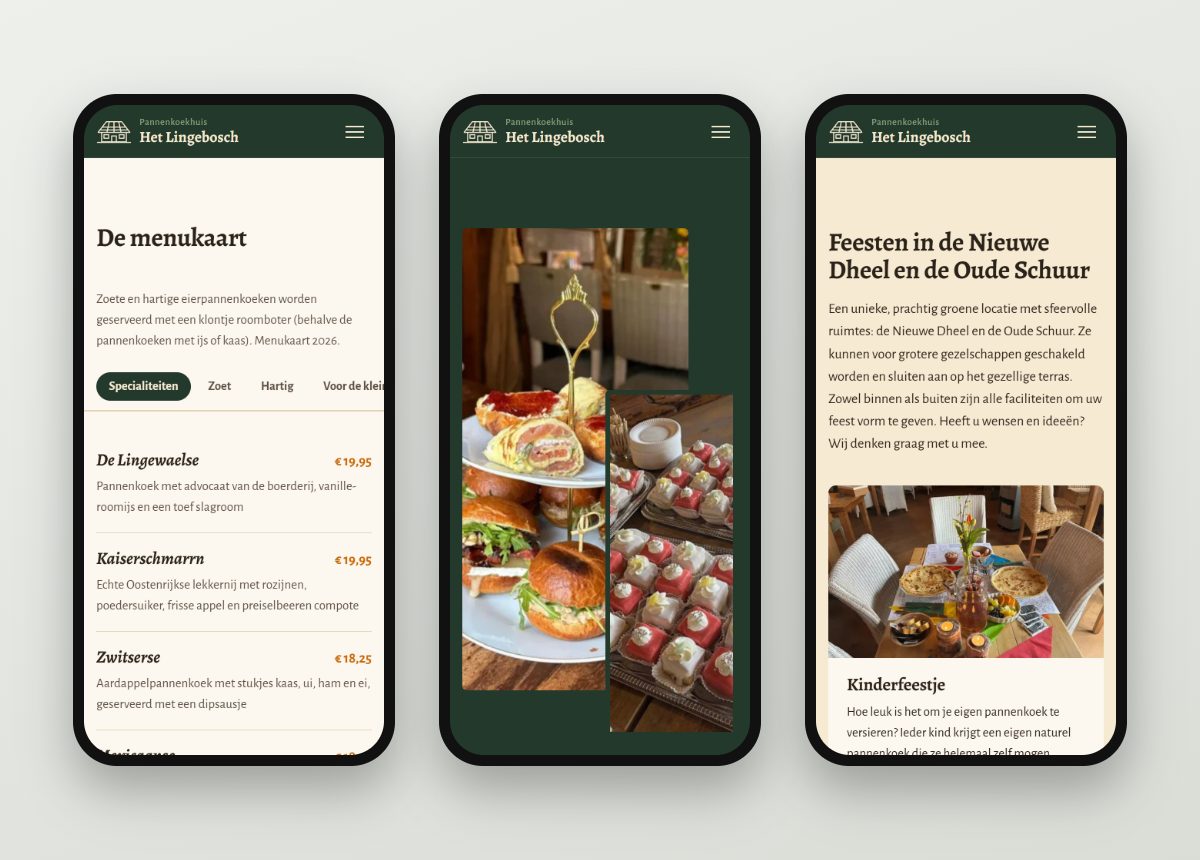 Pannenkoekhuis
Het Lingebosch
De menukaart
Zoete en hartige eierpannenkoeken worden
geserveerd met een klontje roomboter (behalve de
pannenkoeken met ijs of kaas). Menukaart 2026.
Specialiteiten Zoet Hartig Voor de klei
De Lingewaelse €19,95
Pannenkoek met advocaat van de boerderij, vanille-
roomijs en een toef slagroom
Kaiserschmarrn €19,95
Echte Oostenrijkse lekkernij met rozijnen,
poedersuiker, frisse appel en preiselbeeren compote
Zwitserse €18,25
Aardappelpannenkoek met stukjes kaas, ui, ham en ei,
geserveerd met een dipsausje
Pannenkoekhuis
Het Lingebosch
Pannenkoekhuis
Het Lingebosch
Feesten in de Nieuwe
Dheel en de Oude Schuur
Een unieke, prachtig groene locatie met sfeervolle
ruimtes: de Nieuwe Dheel en de Oude Schuur. Ze
kunnen voor grotere gezelschappen geschakeld
worden en sluiten aan op het gezellige terras.
Zowel binnen als buiten zijn alle faciliteiten om uw
feest vorm te geven. Heeft u wensen en ideeën?
Wij denken graag met u mee.
Kinderfeestje
Hoe leuk is het om je eigen pannenkoek te
versieren? Ieder kind krijgt een eigen naturel
pannenkoek die ze helemaal zelf mogen